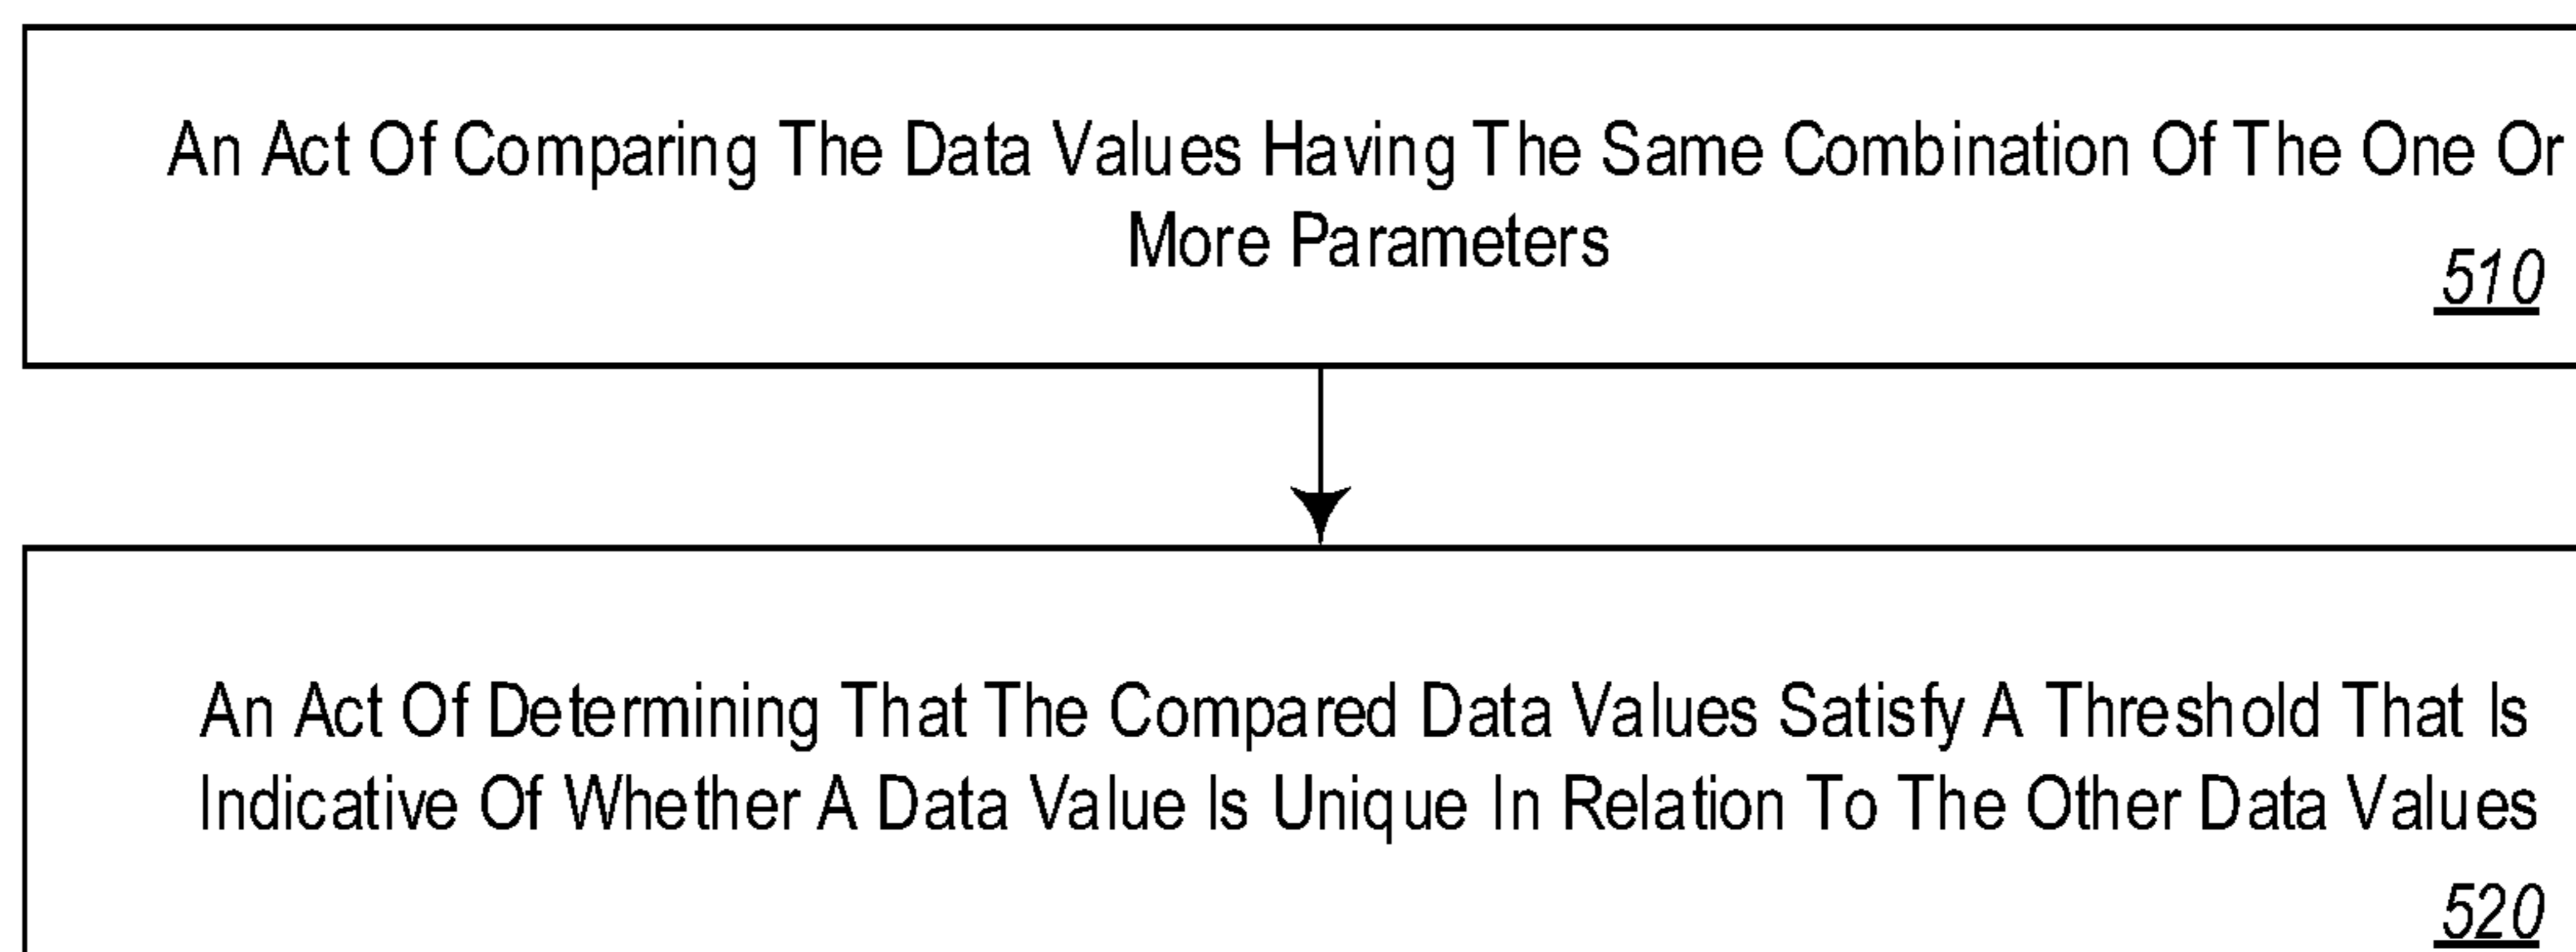 An Act Of Comparing The Data Values Having The Same Combination Of The One Or
More Parameters
510
An Act Of Determining That The Compared Data Values Satisfy A Threshold That Is
Indicative Of Whether A Data Value Is Unique In Relation To The Other Data Values
520